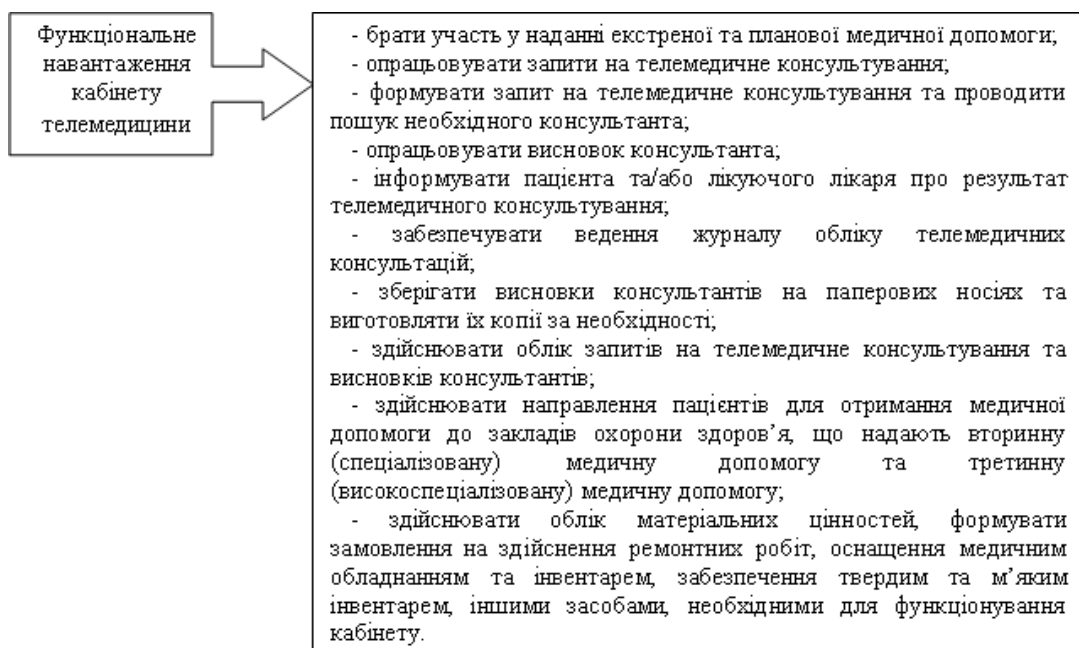 Функціональне
навантаження
кабінету
телемедицини
- брати участь у наданні екстреної та планової медичної допомоги;
- опрацьовувати запити на телемедичне консультування;
- формувати запит на телемедичне консультування та проводити
пошук необхідного консультанта;
- опрацьовувати висновок консультанта;
- інформувати пацієнта та/або лікуючого лікаря про результат
телемедичного консультування;
- забезпечувати ведення журналу обліку телемедичних
консультацій;
- зберігати висновки консультантів на паперових носіях та
виготовляти їх копії за необхідності;
- здійснювати облік запитів на телемедичне консультування та
висновків консультантів;
- здійснювати направлення пацієнтів для отримання медичної
допомоги до закладів охорони здоров’я, що надають вторинну
(спеціалізовану) медичну допомогу та третинну
(високоспеціалізовану) медичну допомогу;
- здійснювати облік матеріальних цінностей, формувати
замовлення на здійснення ремонтних робіт, оснащення медичним
обладнанням та інвентарем, забезпечення твердим та м’яким
інвентарем, іншими засобами, необхідними для функціонування
кабінету.